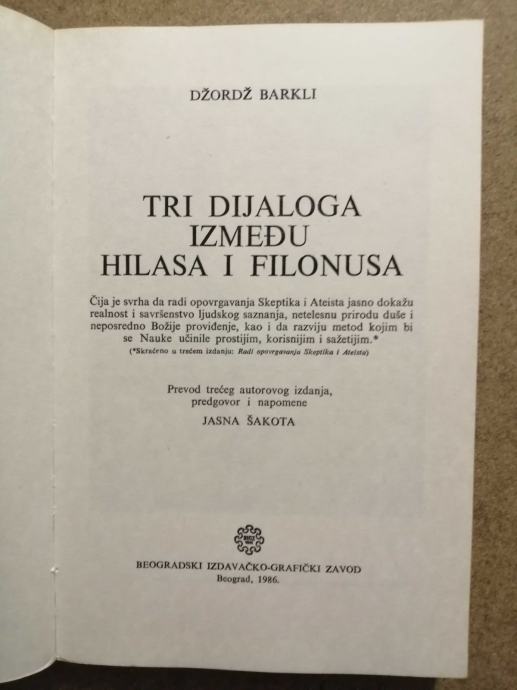 DŽORDŽ BARKLI
TRI DIJALOGA
IZMEĐU
HILASA I FILONUSA
Čija je svrha da radi opovrgavanja Skeptika i Ateista jasno dokažu
realnost i savršenstvo ljudskog saznanja, netelesnu prirodu duše i
neposredno Božije proviđenje, kao i da razviju metod kojim bi
se Nauke učinile prostijim, korisnijim i sažetijim.*
(*Skraćeno u trećem izdanju: Radi opovrgavanja Skeptika i Ateista)
Prevod trećeg autorovog izdanja,
predgovor i napomene
JASNA ŠAKOTA
BEOGRADSKI IZDAVAČKO-GRAFIČKI ZAVOD
Beograd, 1986.